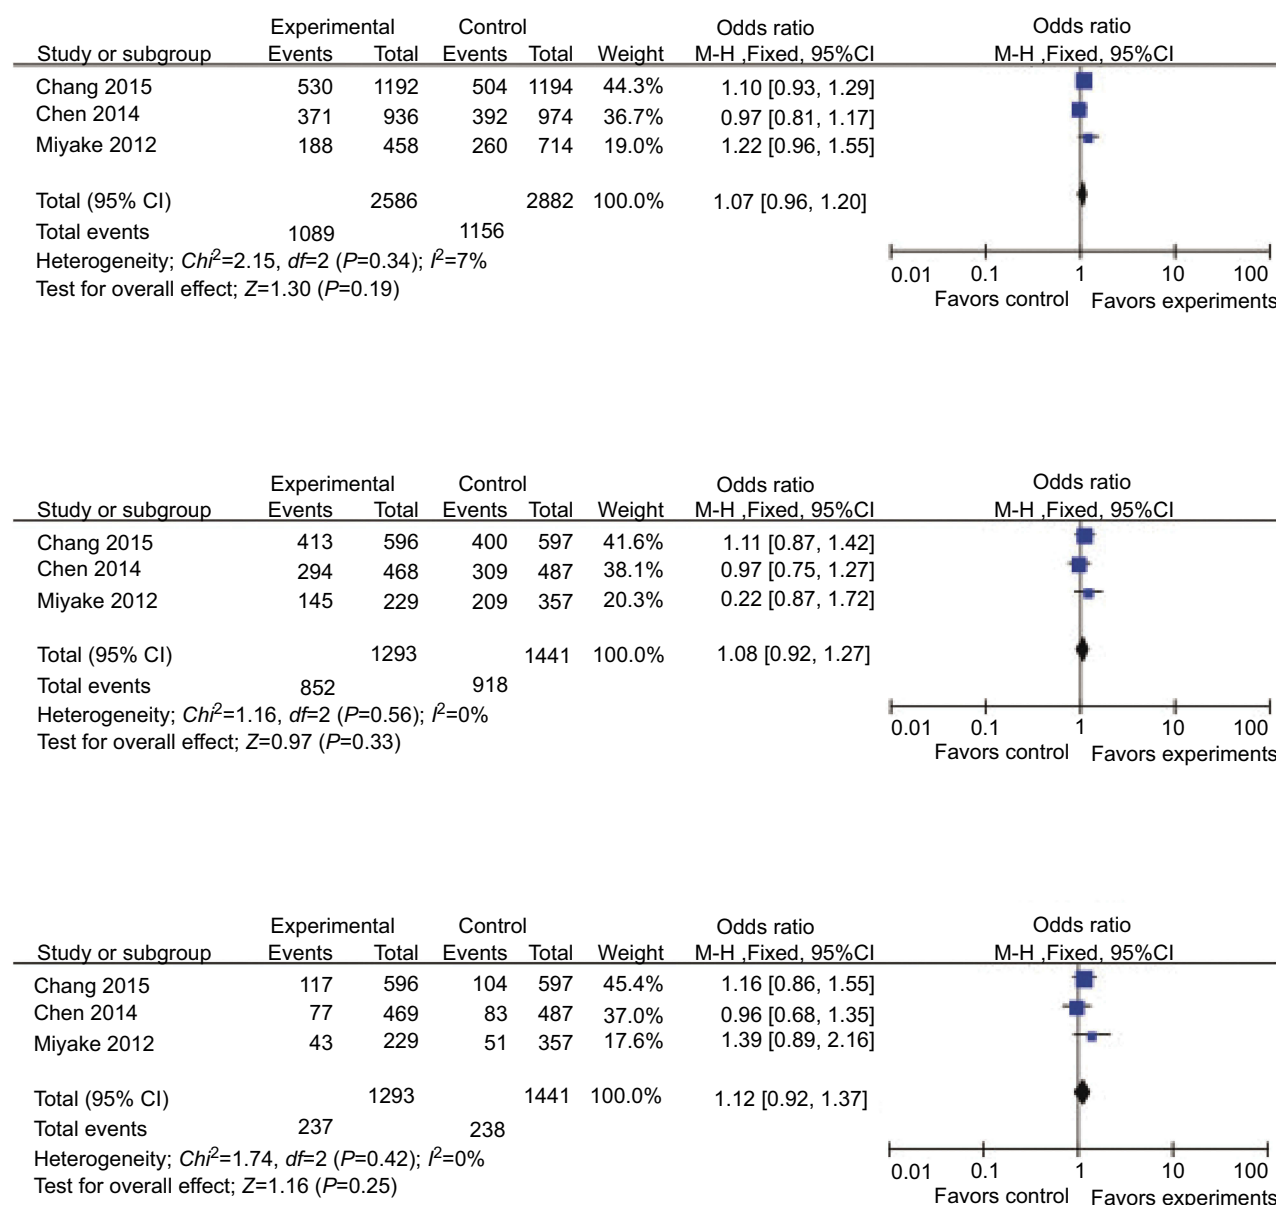 Experimental Control Odds ratio Odds ratio
Study or subgroup Events Total Events Total Weight M-H ,Fixed, 95%CI M-H ,Fixed, 95%CI
Chang 2015 530 1192 504 1194 44.3% 1.10 [0.93, 1.29]
Chen 2014 371 936 392 974 36.7% 0.97 [0.81, 1.17]
Miyake 2012 188 458 260 714 19.0% 1.22 [0.96, 1.55]
Total (95% CI) 2586 2882 100.0% 1.07 [0.96, 1.20]
Total events 1089 1156
Heterogeneity; Chi²=2.15, df=2 (P=0.34); I²=7%
Test for overall effect; Z=1.30 (P=0.19)
0.01 0.1 1 10 100
Favors control Favors experiments
Experimental Control Odds ratio Odds ratio
Study or subgroup Events Total Events Total Weight M-H ,Fixed, 95%CI M-H ,Fixed, 95%CI
Chang 2015 413 596 400 597 41.6% 1.11 [0.87, 1.42]
Chen 2014 294 468 309 487 38.1% 0.97 [0.75, 1.27]
Miyake 2012 145 229 209 357 20.3% 0.22 [0.87, 1.72]
Total (95% CI) 1293 1441 100.0% 1.08 [0.92, 1.27]
Total events 852 918
Heterogeneity; Chi²=1.16, df=2 (P=0.56); I²=0%
Test for overall effect; Z=0.97 (P=0.33)
0.01 0.1 1 10 100
Favors control Favors experiments
Experimental Control Odds ratio Odds ratio
Study or subgroup Events Total Events Total Weight M-H ,Fixed, 95%CI M-H ,Fixed, 95%CI
Chang 2015 117 596 104 597 45.4% 1.16 [0.86, 1.55]
Chen 2014 77 469 83 487 37.0% 0.96 [0.68, 1.35]
Miyake 2012 43 229 51 357 17.6% 1.39 [0.89, 2.16]
Total (95% CI) 1293 1441 100.0% 1.12 [0.92, 1.37]
Total events 237 238
Heterogeneity; Chi²=1.74, df=2 (P=0.42); I²=0%
Test for overall effect; Z=1.16 (P=0.25)
0.01 0.1 1 10 100
Favors control Favors experiments